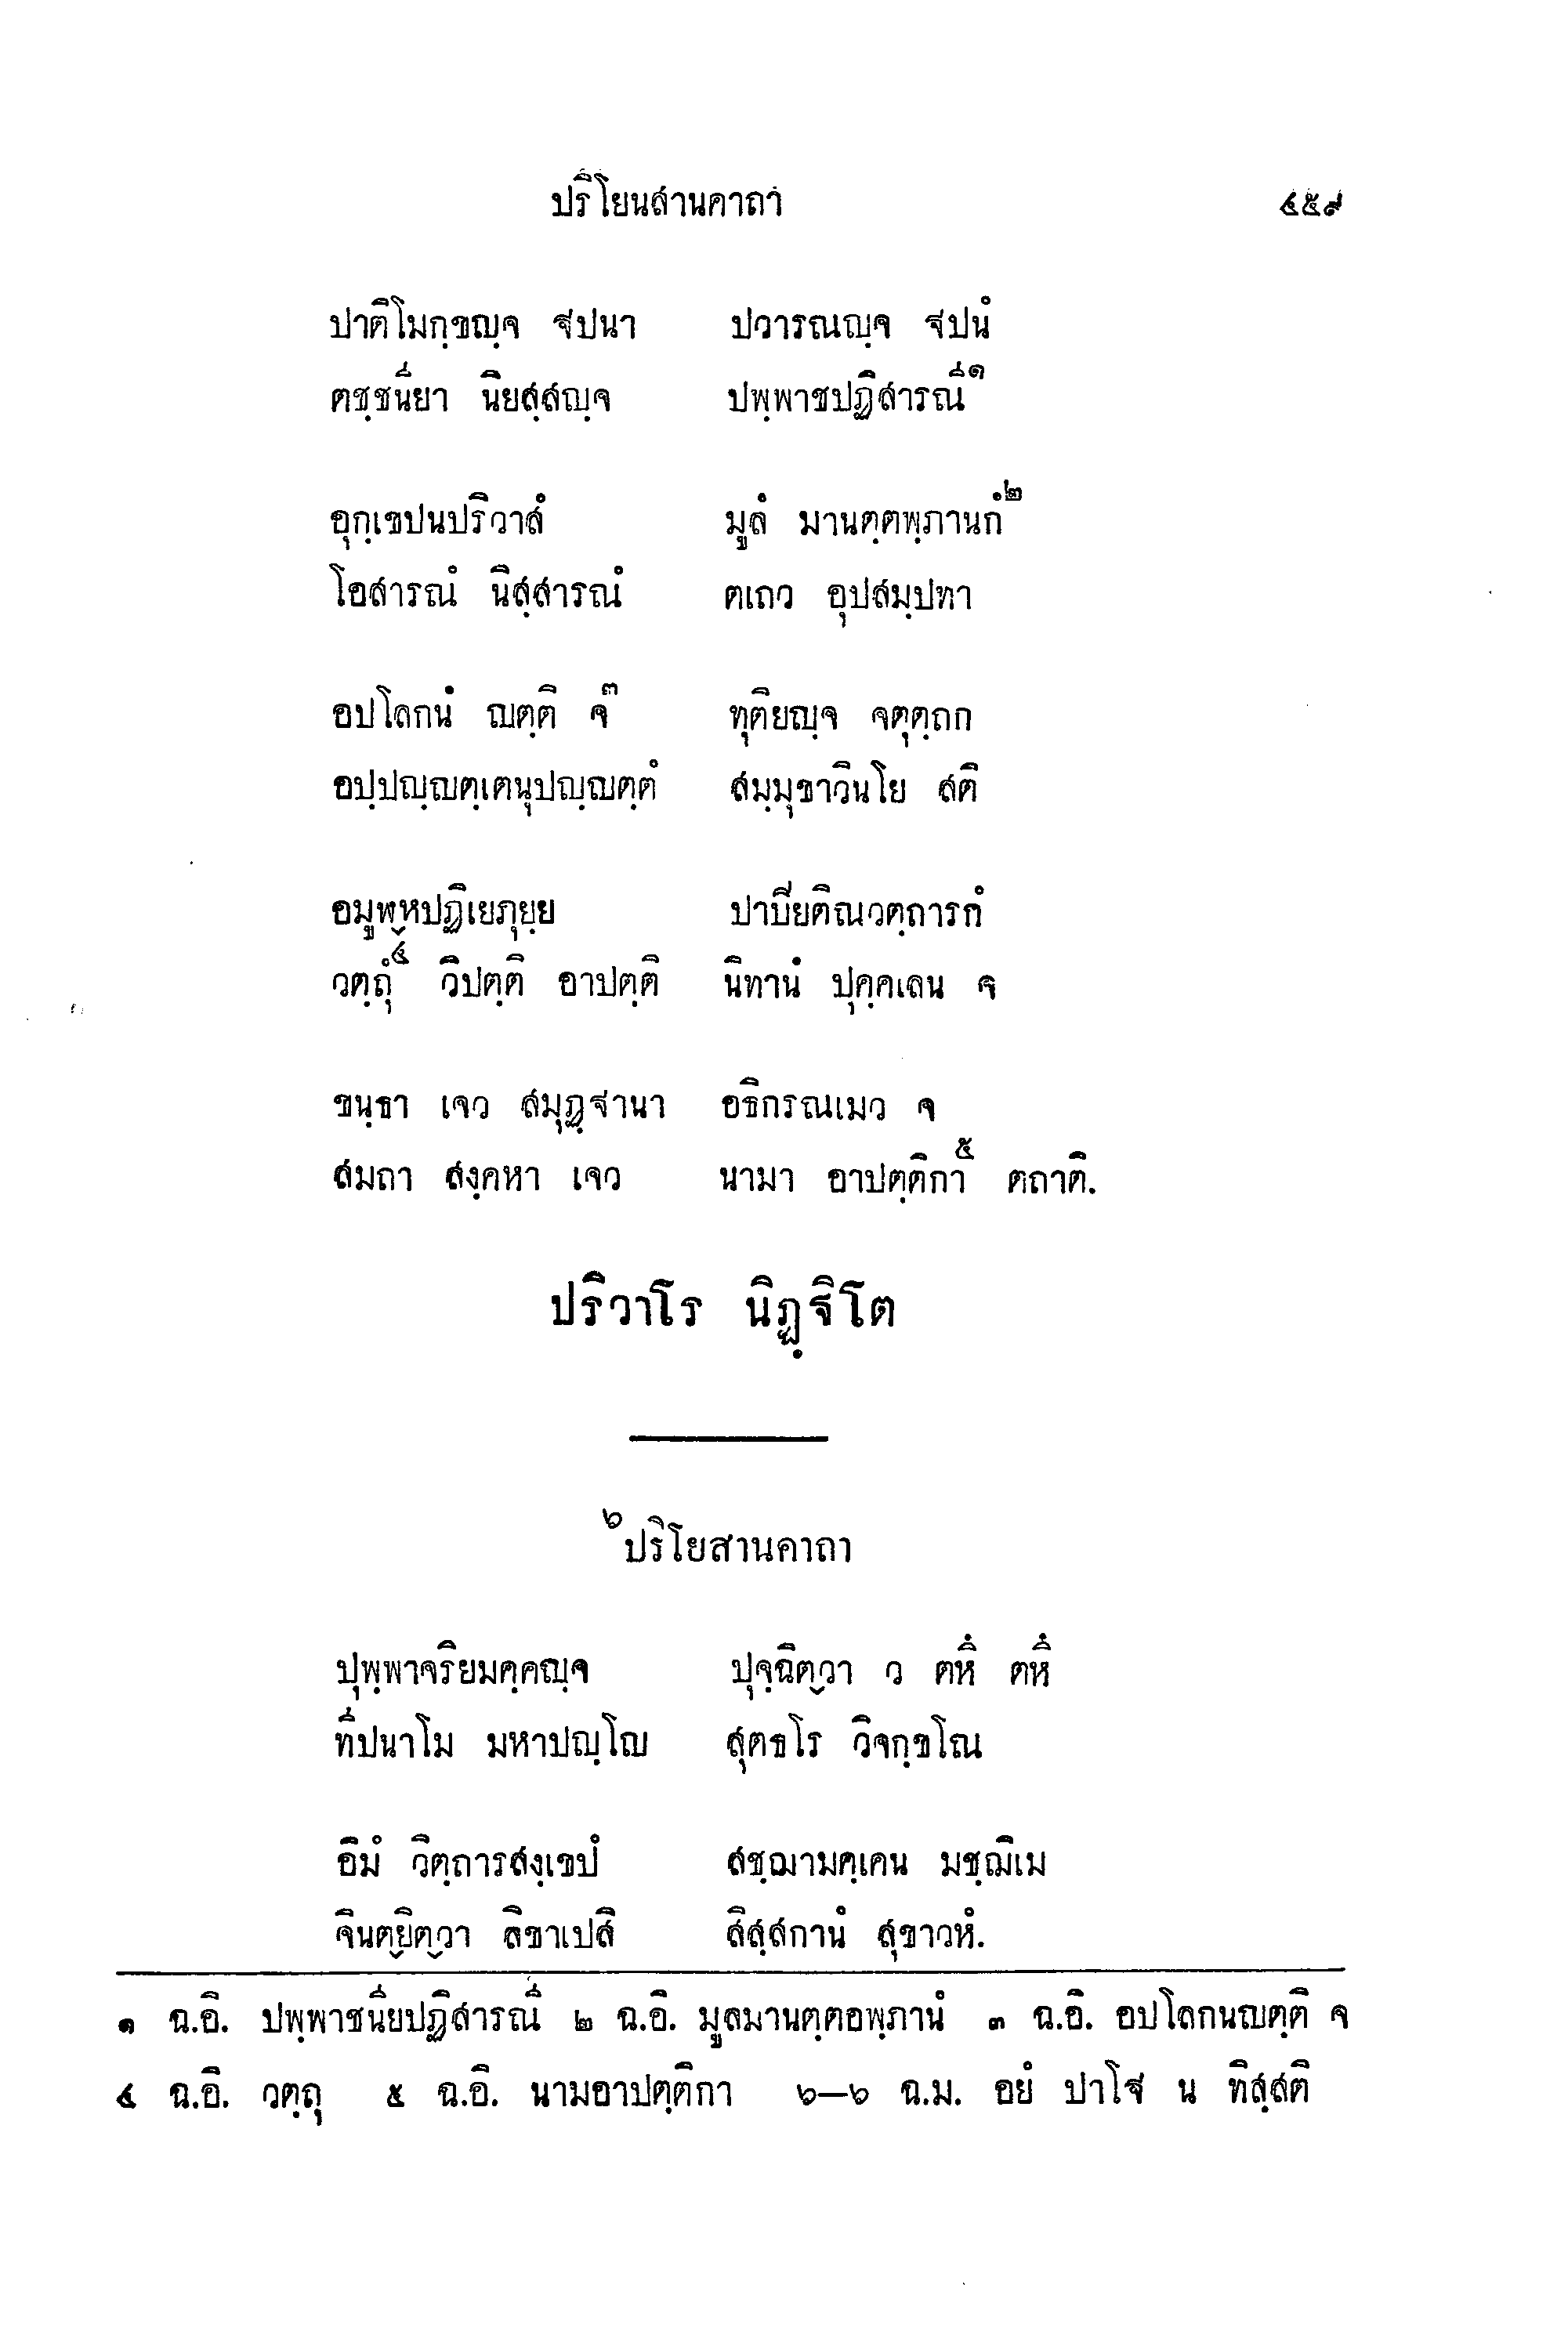 ปริโยนสานคาถา ๔๕๙
ปาติโมกฺขญฺจ ฐปนา ปวารณญฺจ ฐปนํ
ตชฺชนียา นิยสฺสญฺจ ปพฺพาชปฏิสารณี๑
อุกฺเขปนปริวาสํ มูลํ มานตฺตพฺภานกํ๒
โอสารณํ นิสฺสารณํ ตเถว อุปสมฺปทา
อปโลกนํ ญตฺติ จ๓ ทุติยญฺจ จตุตฺถก
อปฺปญฺญตฺเตนุปญฺญตฺตํ สมฺมุขาวินโย สติ
อมูฬฺหปฏิเยภุยฺย ปาปียติณวตฺถารกํ
วตฺถุํ๔ วิปตฺติ อาปตฺติ นิทานํ ปุคฺคเลน จ
ขนฺธา เจว สมุฏฺฐานา อธิกรณเมว จ
สมถา สงฺคหา เจว นามา อาปตฺติกา๕ ตถาติ.
ปริวาโร นิฏฺฐิโต
๖ปริโยสานคาถา
ปุพฺพาจริยมคฺคญฺจ ปุจฺฉิตฺวา ว ตหึ ตหึ
ทีปนาโม มหาปญฺโญ สุตธโร วิจกฺขโณ
อิมํ วิตฺถารสงฺเขปํ สชฺฌามคฺเคน มชฺฌิเม
จินฺตยิตฺวา ลิขาเปสิ สิสฺสกานํ สุขาวหํ.
๑ ฉ.อิ. ปพฺพาชนียปฏิสารณี ๒ ฉ.อิ. มูลมานตฺตอพฺภานํ ๓ ฉ.อิ. อปโลกนญตฺติ จ
๔ ฉ.อิ. วตฺถุ ๕ ฉ.อิ. นามอาปตฺติกา ๖—๖ ฉ.ม. อยํ ปาโฐ น ทิสฺสติ